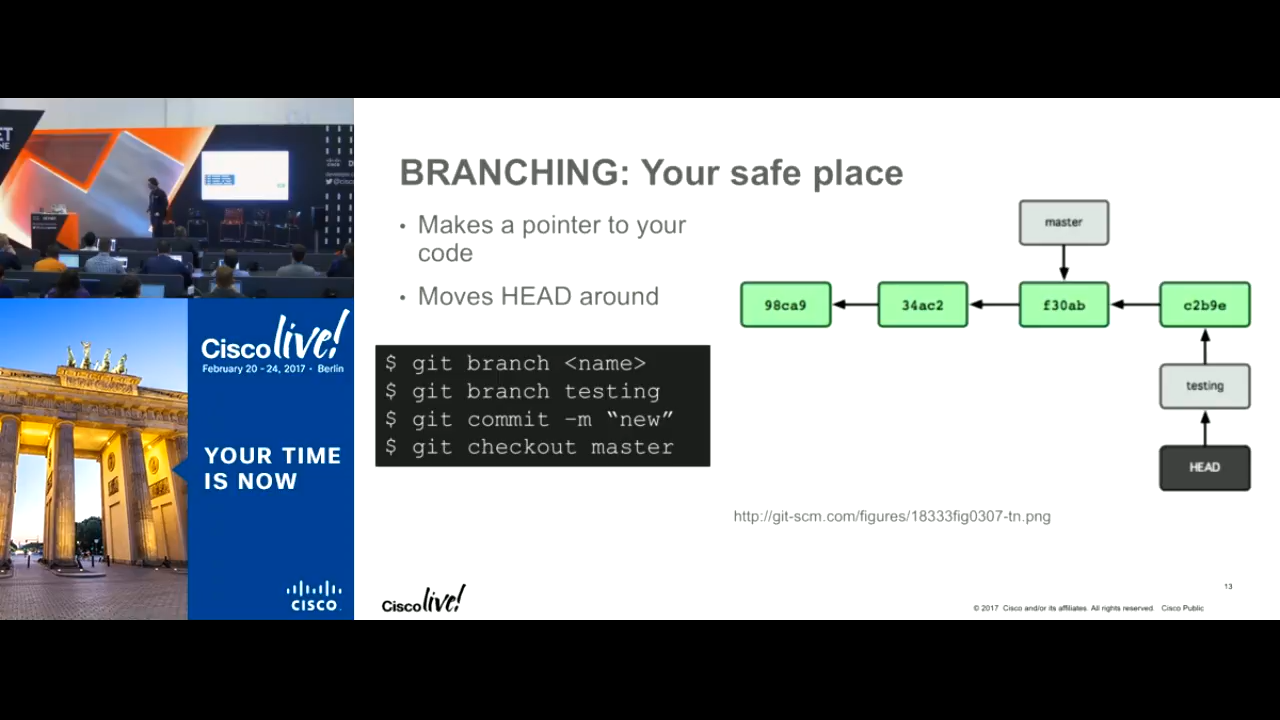 BRANCHING: Your safe place
• Makes a pointer to your
code
• Moves HEAD around
$ git branch <name>
$ git branch testing
$ git commit –m “new”
$ git checkout master
master
98ca9
34ac2
f30ab
c2b9e
testing
HEAD
http://git-scm.com/figures/18333fig0307-tn.png
Cisco live!
February 20 - 24, 2017 • Berlin
YOUR TIME
IS NOW
CISCO
Cisco live!
13
© 2017 Cisco and/or its affiliates. All rights reserved. Cisco Public